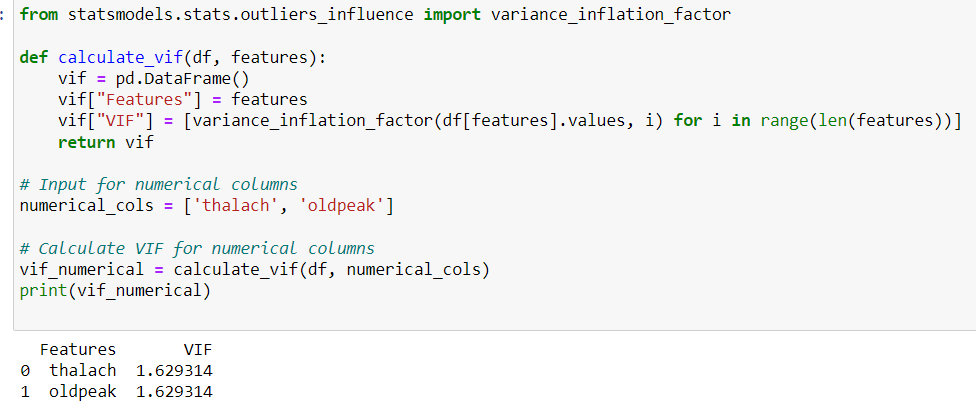 : from statsmodels.stats.outliers_influence import variance_inflation_factor
def calculate_vif(df, features):
    vif = pd.DataFrame()
    vif["Features"] = features
    vif["VIF"] = [variance_inflation_factor(df[features].values, i) for i in range(len(features))]
    return vif
# Input for numerical columns
numerical_cols = ['thalach', 'oldpeak']
# Calculate VIF for numerical columns
vif_numerical = calculate_vif(df, numerical_cols)
print(vif_numerical)
  Features       VIF
0  thalach  1.629314
1  oldpeak  1.629314